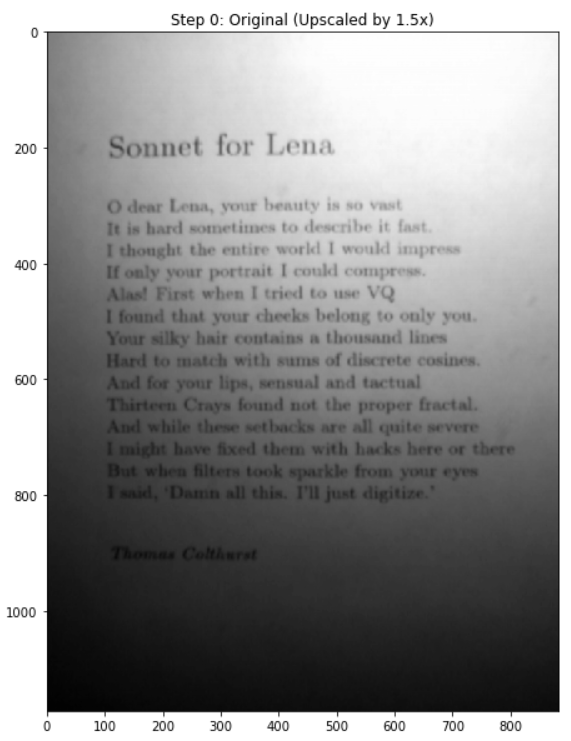 Step 0: Original (Upscaled by 1.5x)
0
200
400
600
800
1000
Sonnet for Lena
O dear Lena, your beauty is so vast
It is hard sometimes to describe it fast.
I thought the entire world I would impress
If only your portrait I could compress.
Alas! First when I tried to use VQ
I found that your cheeks belong to only you.
Your silky hair contains a thousand lines
Hard to match with sums of discrete cosines.
And for your lips, sensual and tactual
Thirteen Crays found not the proper fractal.
And while these setbacks are all quite severe
I might have fixed them with hacks here or there
But when filters took sparkle from your eyes
I said, 'Damn all this. I'll just digitize.'
Thomas Colthurst
0 100 200 300 400 500 600 700 800